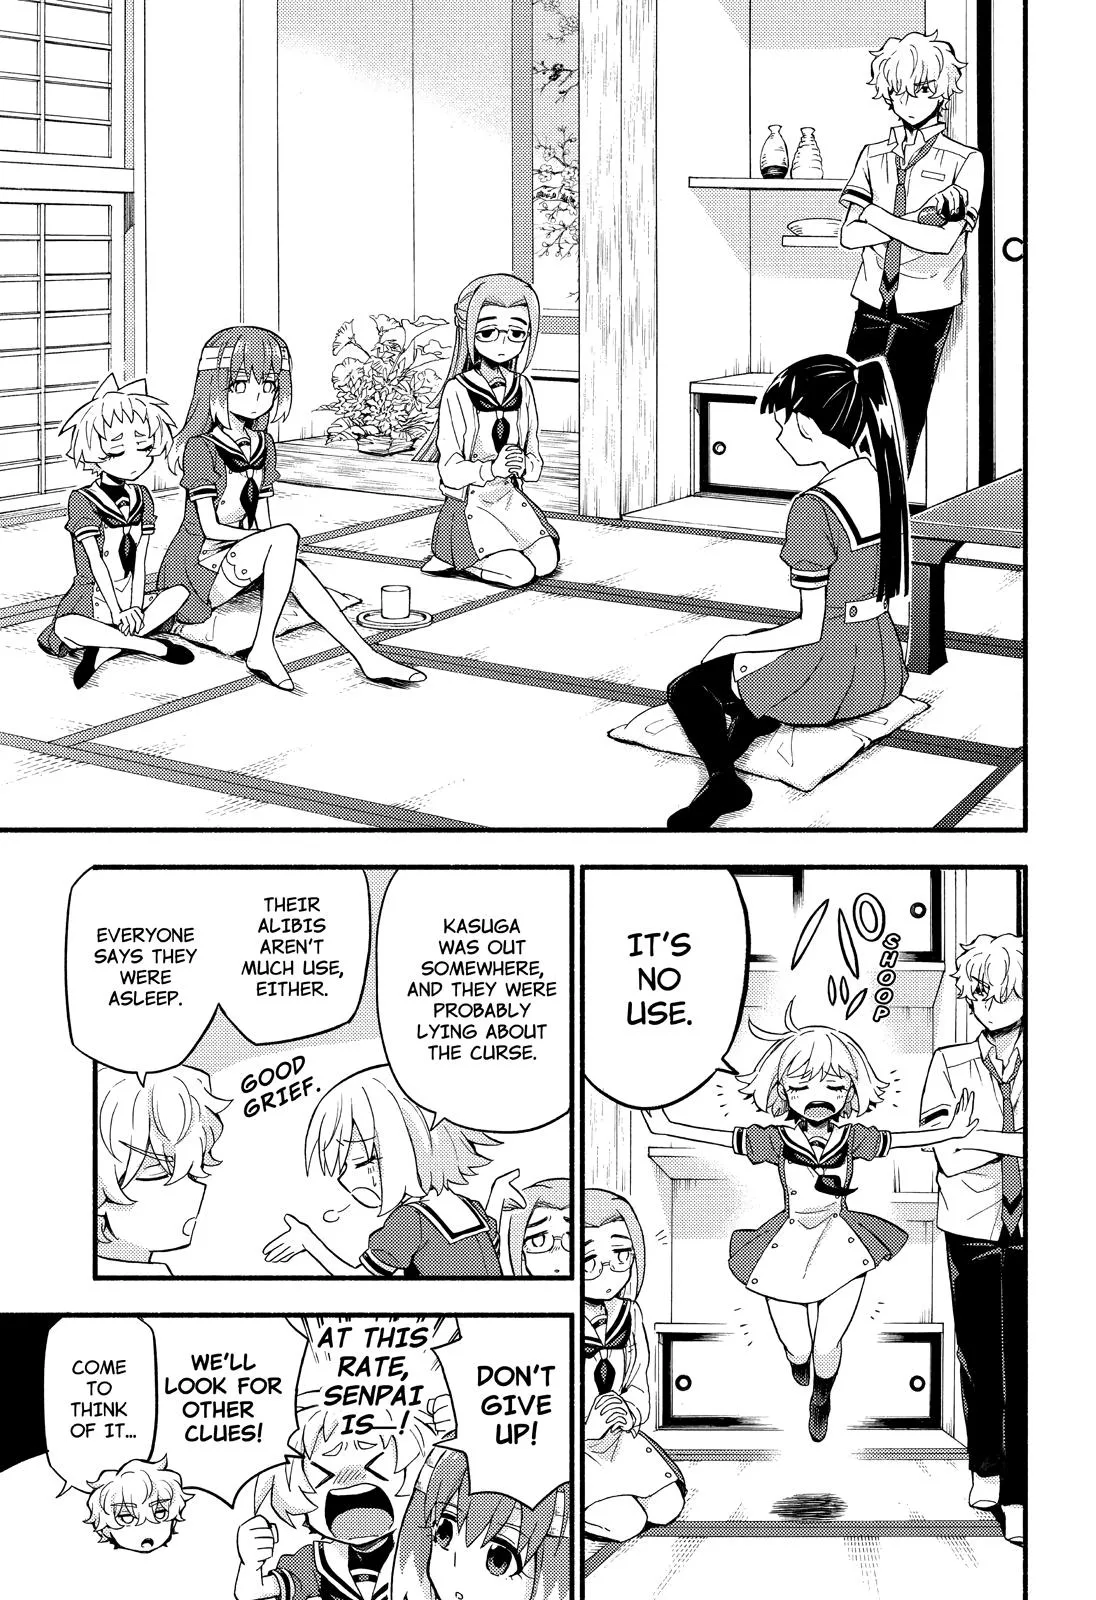 IT'S
NO
USE.
パッ
SHOOP
KASUGA
WAS OUT
SOMEWHERE,
AND THEY WERE
PROBABLY
LYING ABOUT
THE CURSE.
THEIR
ALIBIS
AREN'T
MUCH USE,
EITHER.
EVERYONE
SAYS THEY
WERE
ASLEEP.
GOOD
GRIEF.
DON'T
GIVE
UP!
AT THIS
RATE,
SENPAI
IS—!
WE'LL
LOOK FOR
OTHER
CLUES!
COME
TO
THINK
OF IT...